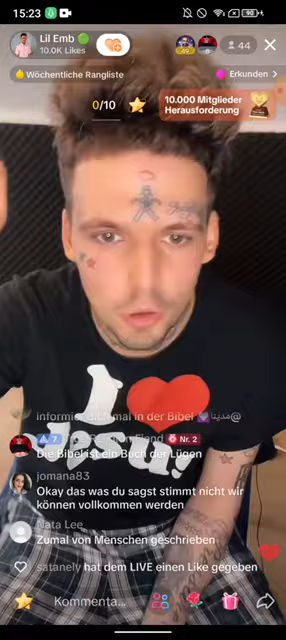 15:23
90
Lil Emb
10.0K Likes
49
44
Wöchentliche Rangliste
Erkunden >
0/10
10.000 Mitglieder
Herausforderung
I
dich mal in der Bibel
7
Nr. 2
Die Bibel ist ein Buch der Lügen
jomana83
Okay das was du sagst stimmt nicht wir
können vollkommen werden
Nata Lee
Zumal von Menschen geschrieben
satanely hat dem LIVE einen Like gegeben
Kommenta...